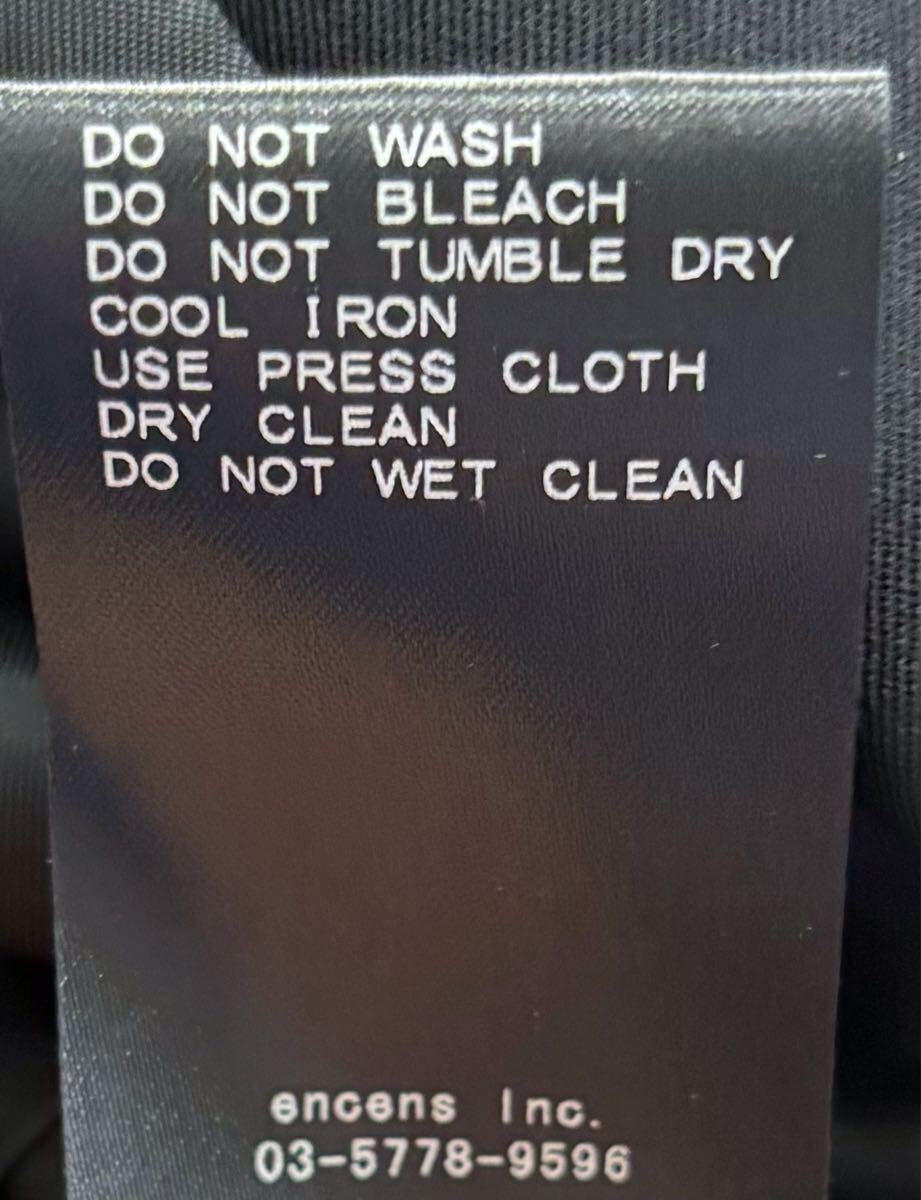 DO NOT WASH
DO NOT BLEACH
DO NOT TUMBLE DRY
COOL IRON
USE PRESS CLOTH
DRY CLEAN
DO NOT WET CLEAN
encens Inc.
03-5778-9596